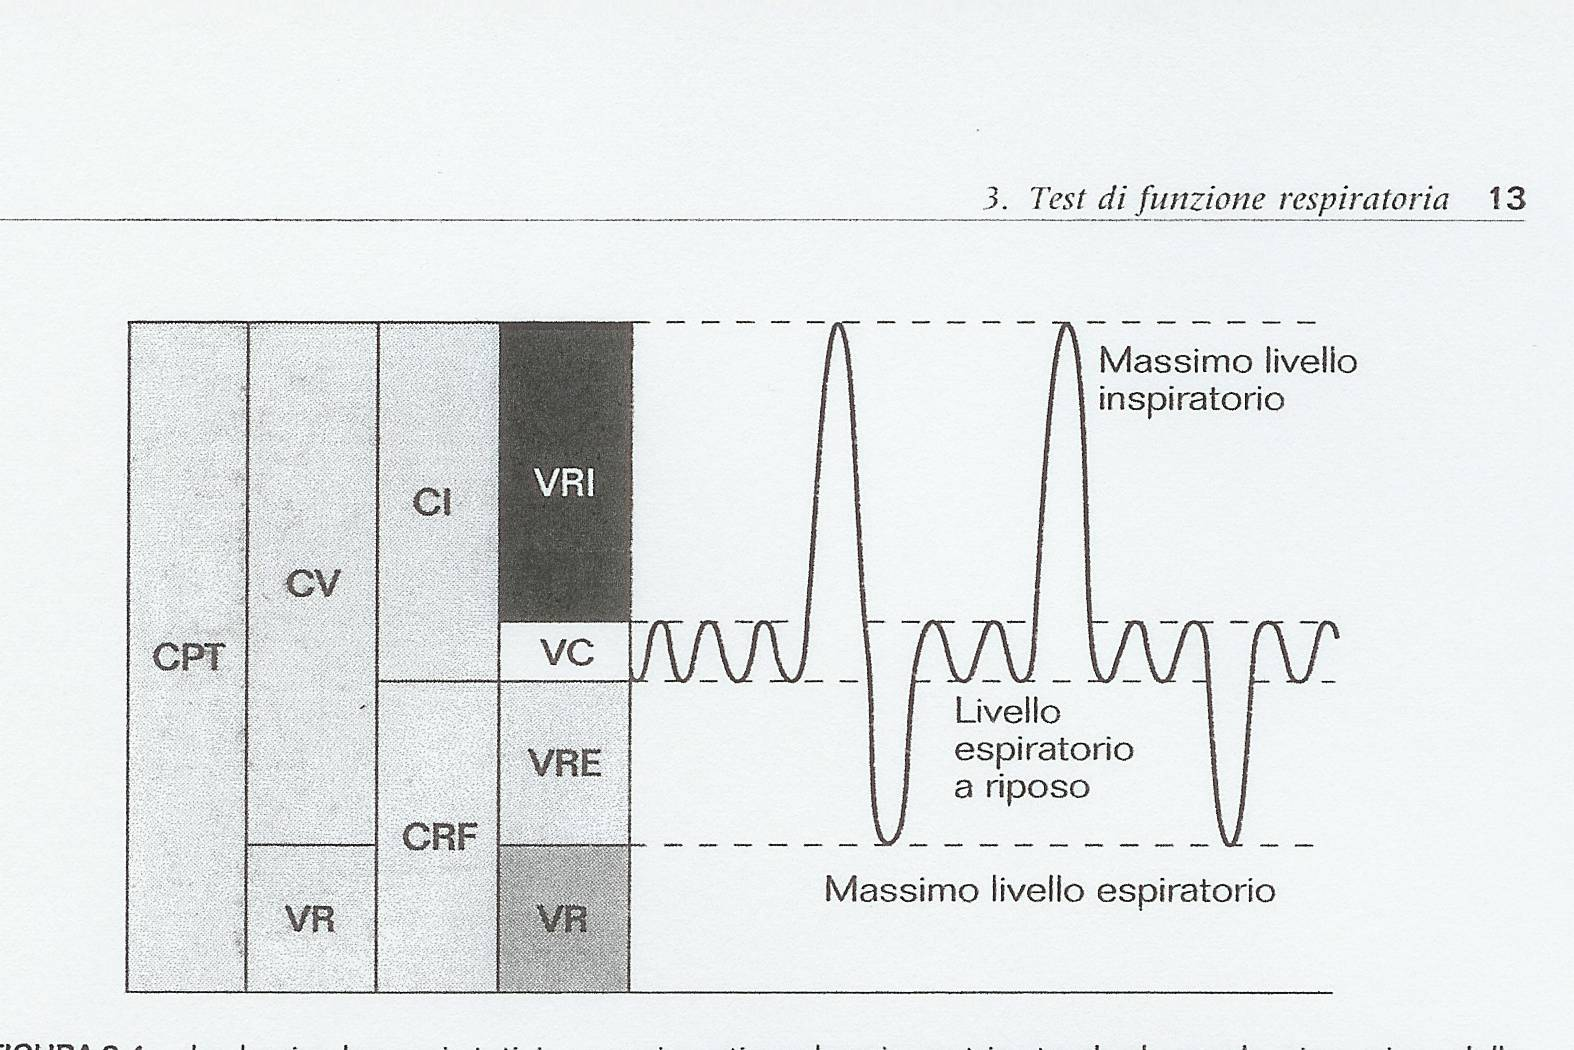 3. Test di funzione respiratoria 13
Massimo livello
inspiratorio
VRI
CI
CV
VC
CPT
Livello
espiratorio
a riposo
VRE
CRF
Massimo livello espiratorio
VR
VR
FIGURA